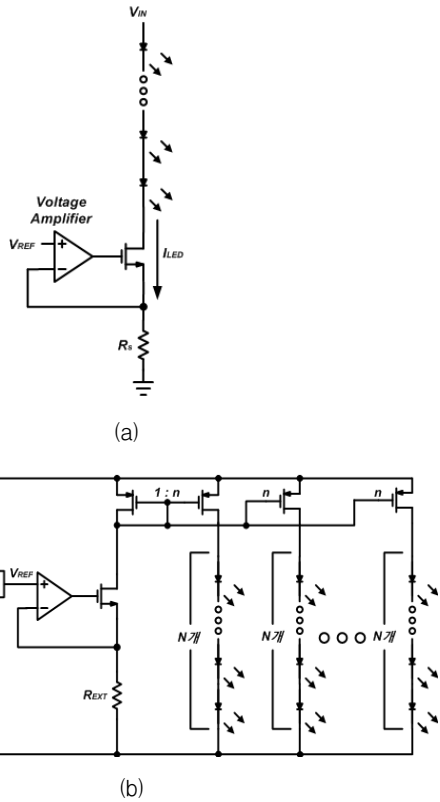 VIN
Voltage
Amplifier
VREF
+
−
ILED
Rs
(a)
1 : n
n
n
VREF
+
−
N개
N개
N개
REXT
(b)